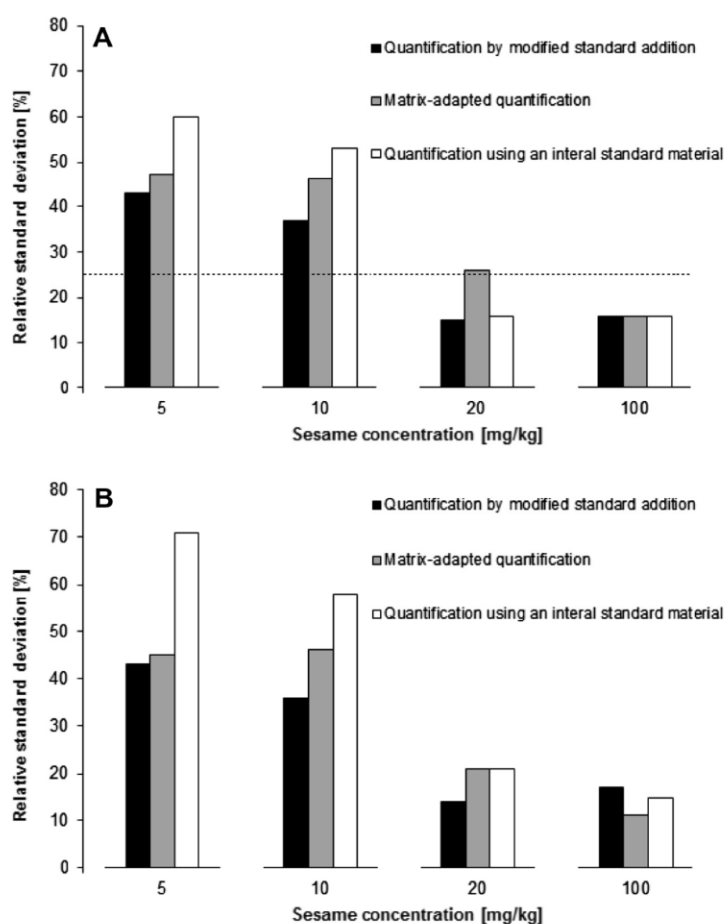 A
Relative standard deviation [%]
80
70
60
50
40
30
20
10
0
Quantification by modified standard addition
Matrix-adapted quantification
Quantification using an interal standard material
5 10 20 100
Sesame concentration [mg/kg]
B
Relative standard deviation [%]
80
70
60
50
40
30
20
10
0
Quantification by modified standard addition
Matrix-adapted quantification
Quantification using an interal standard material
5 10 20 100
Sesame concentration [mg/kg]